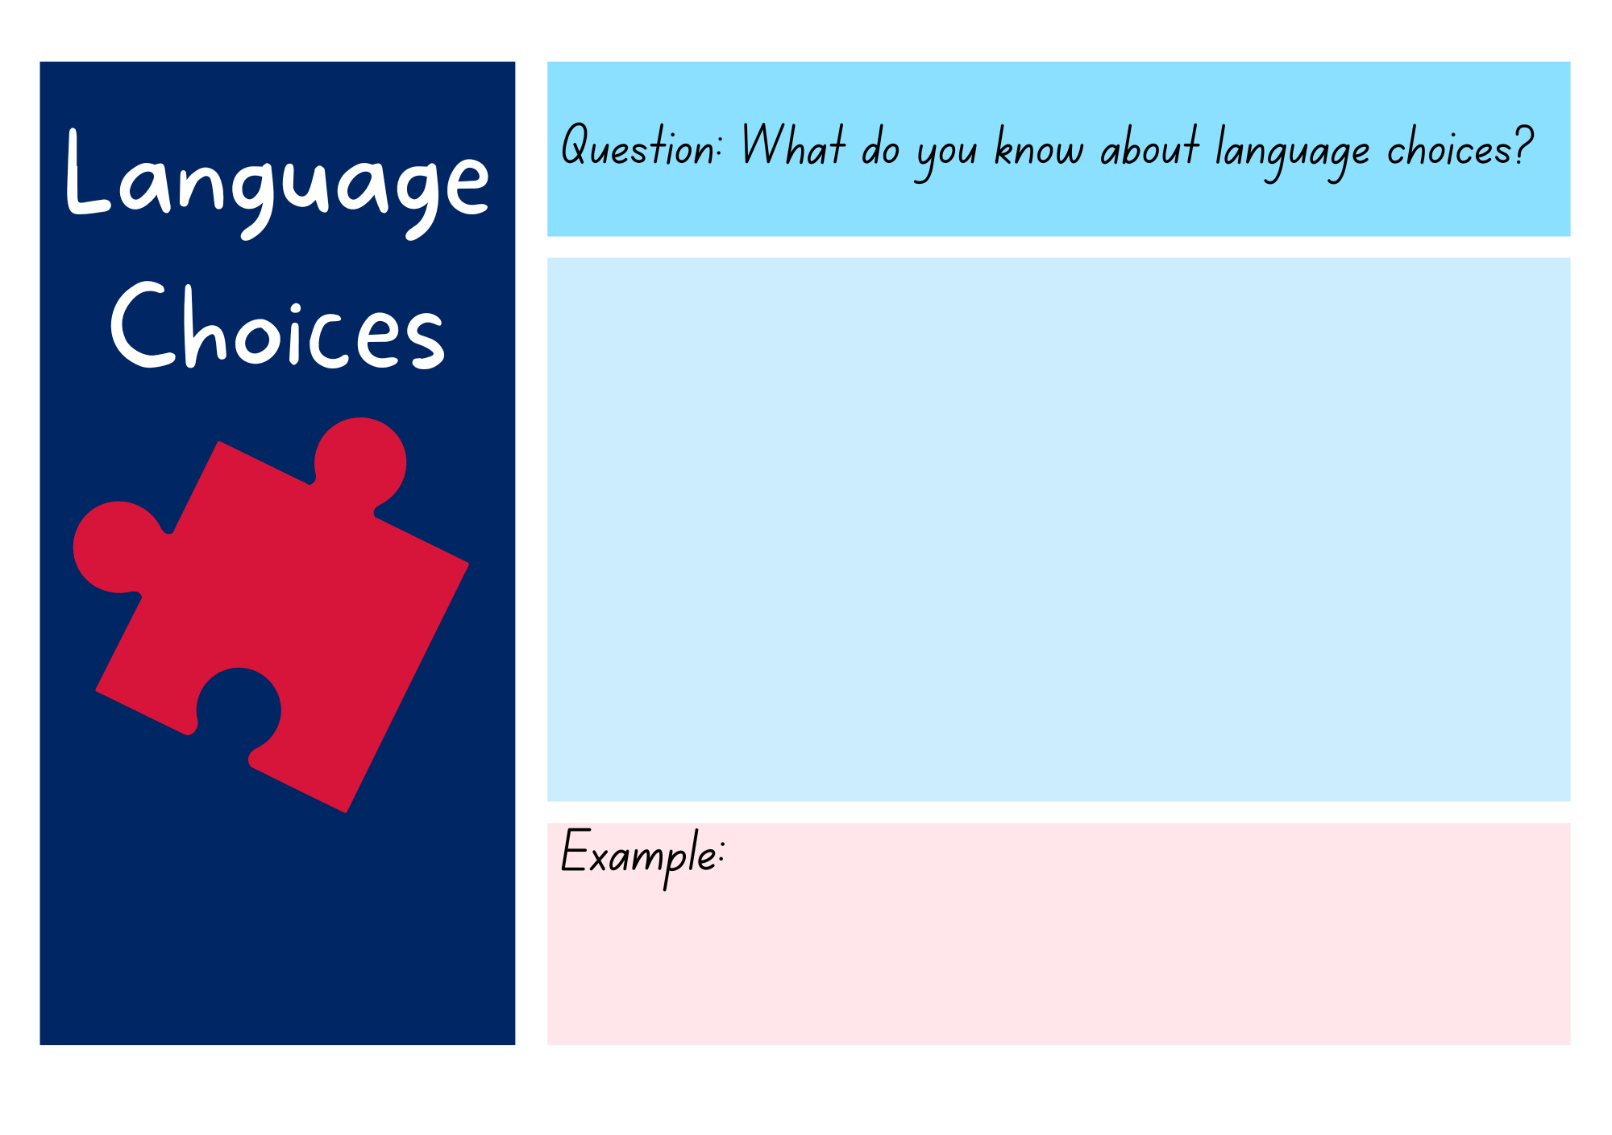 Language
Choices
Question: What do you know about language choices?
Example: